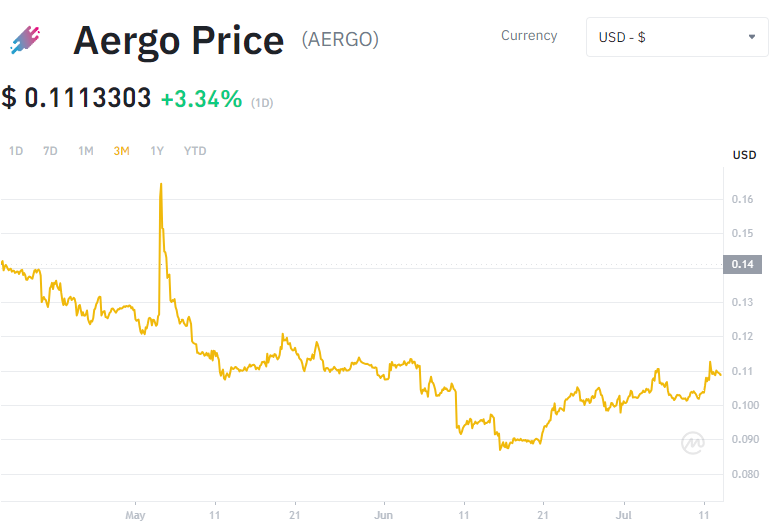 Aergo Price (AERGO)
Currency
USD - $
$ 0.1113303 +3.34% (1D)
1D 7D 1M 3M 1Y YTD
USD
0.16
0.15
0.14
0.13
0.12
0.11
0.100
0.090
0.080
May 11 21 Jun 11 21 Jul 11